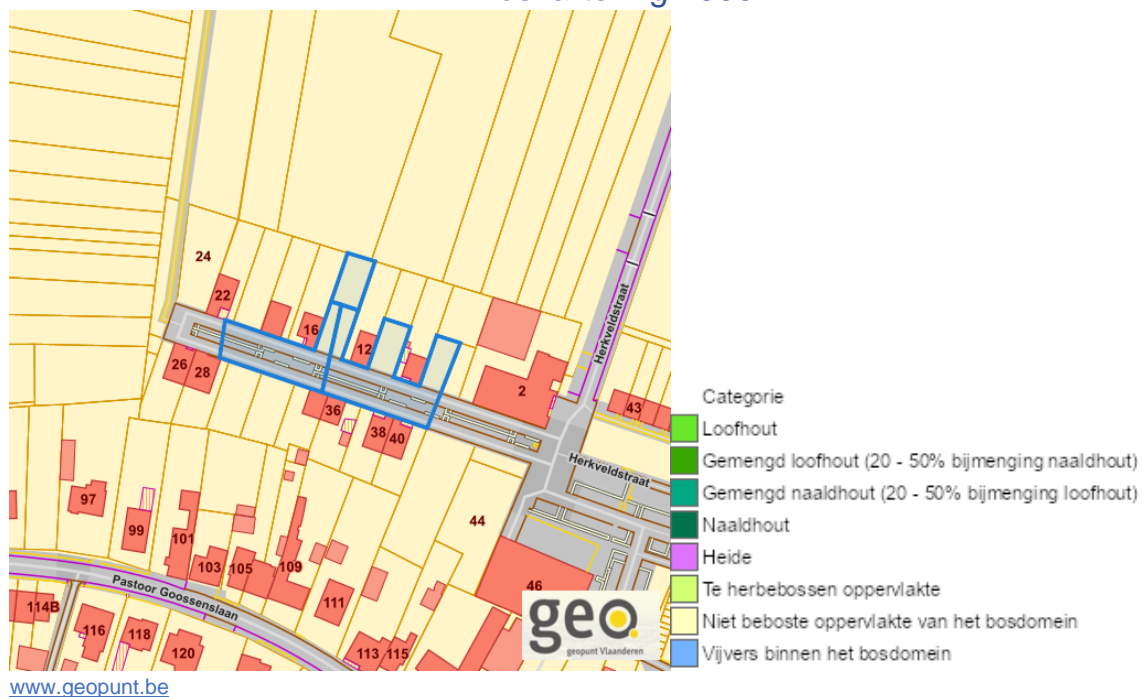 24
22
16
12
26
28
36
38
40
2
43
Herkveldstraat
Herkveldstraat
44
46
97
99
101
103
105
109
111
113
115
114B
116
118
120
Pastoor Goossenslaan
geo.
geopunt Vlaanderen
Categorie
Loofhout
Gemengd loofhout (20 - 50% bijmenging naaldhout)
Gemengd naaldhout (20 - 50% bijmenging loofhout)
Naaldhout
Heide
Te herbebossen oppervlakte
Niet beboste oppervlakte van het bosdomein
Vijvers binnen het bosdomein
www.geopunt.be